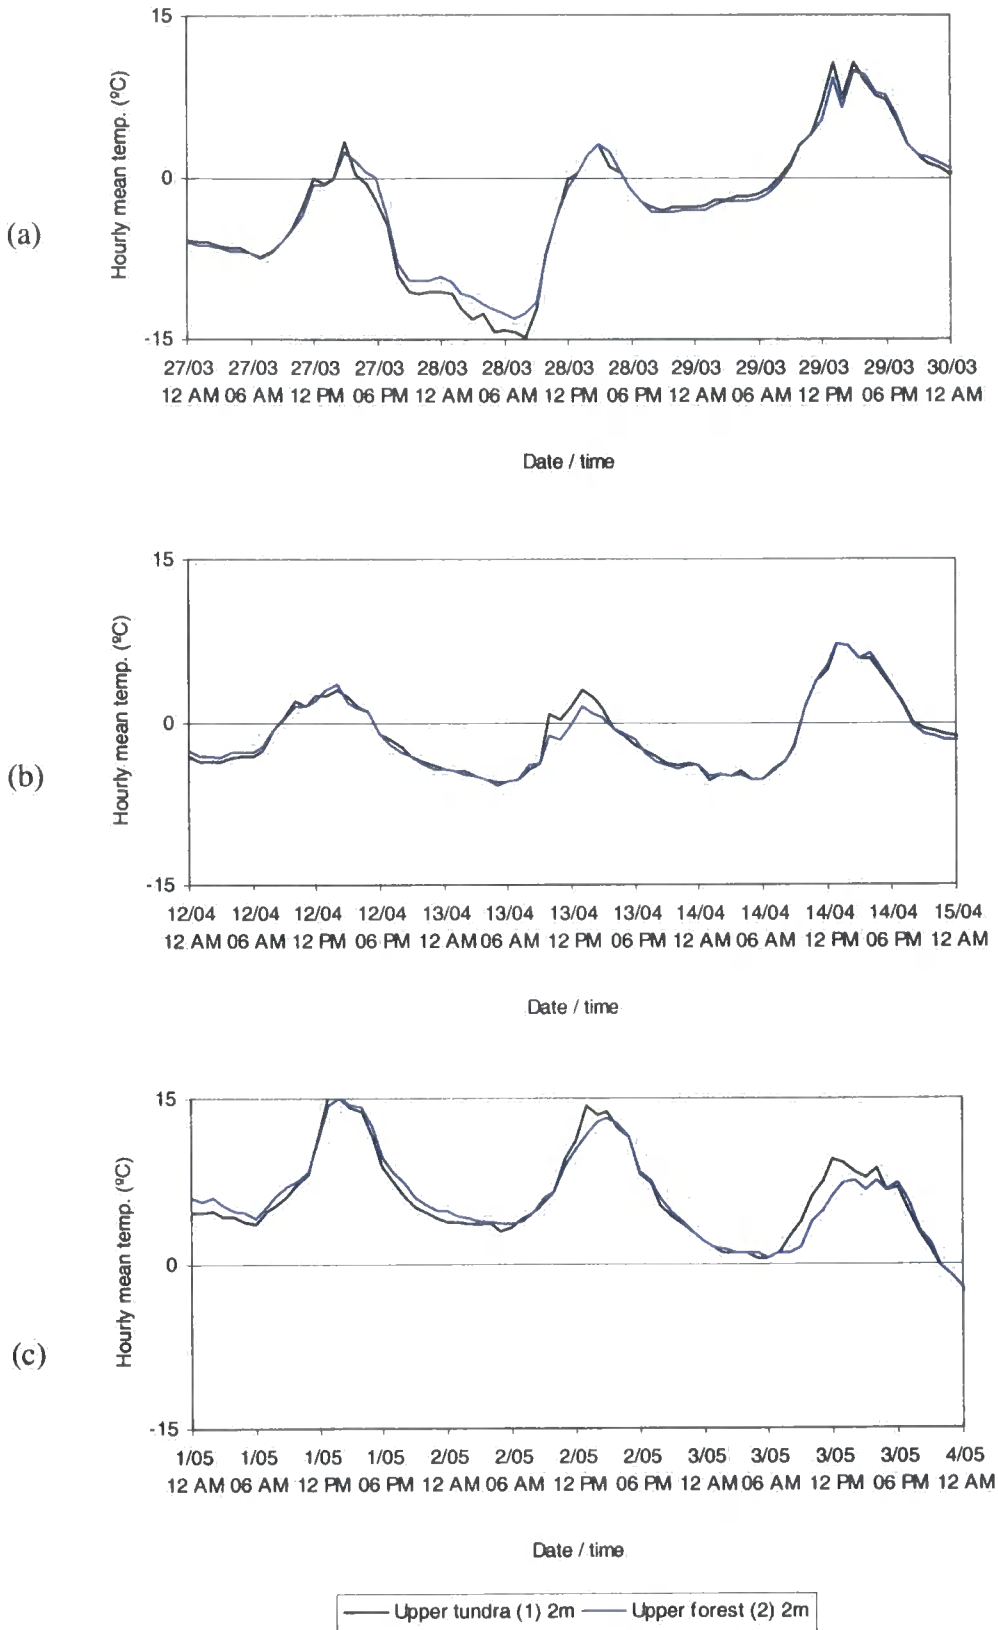 (a)
Hourly mean temp. (ºC)
15
0
-15
27/03 27/03 27/03 27/03 28/03 28/03 28/03 28/03 29/03 29/03 29/03 29/03 30/03
12 AM 06 AM 12 PM 06 PM 12 AM 06 AM 12 PM 06 PM 12 AM 06 AM 12 PM 06 PM 12 AM
Date / time
(b)
Hourly mean temp. (ºC)
15
0
-15
12/04 12/04 12/04 12/04 13/04 13/04 13/04 13/04 14/04 14/04 14/04 14/04 15/04
12 AM 06 AM 12 PM 06 PM 12 AM 06 AM 12 PM 06 PM 12 AM 06 AM 12 PM 06 PM 12 AM
Date / time
(c)
Hourly mean temp. (ºC)
15
0
-15
1/05 1/05 1/05 1/05 2/05 2/05 2/05 2/05 3/05 3/05 3/05 3/05 4/05
12 AM 06 AM 12 PM 06 PM 12 AM 06 AM 12 PM 06 PM 12 AM 06 AM 12 PM 06 PM 12 AM
Date / time
Upper tundra (1) 2m Upper forest (2) 2m